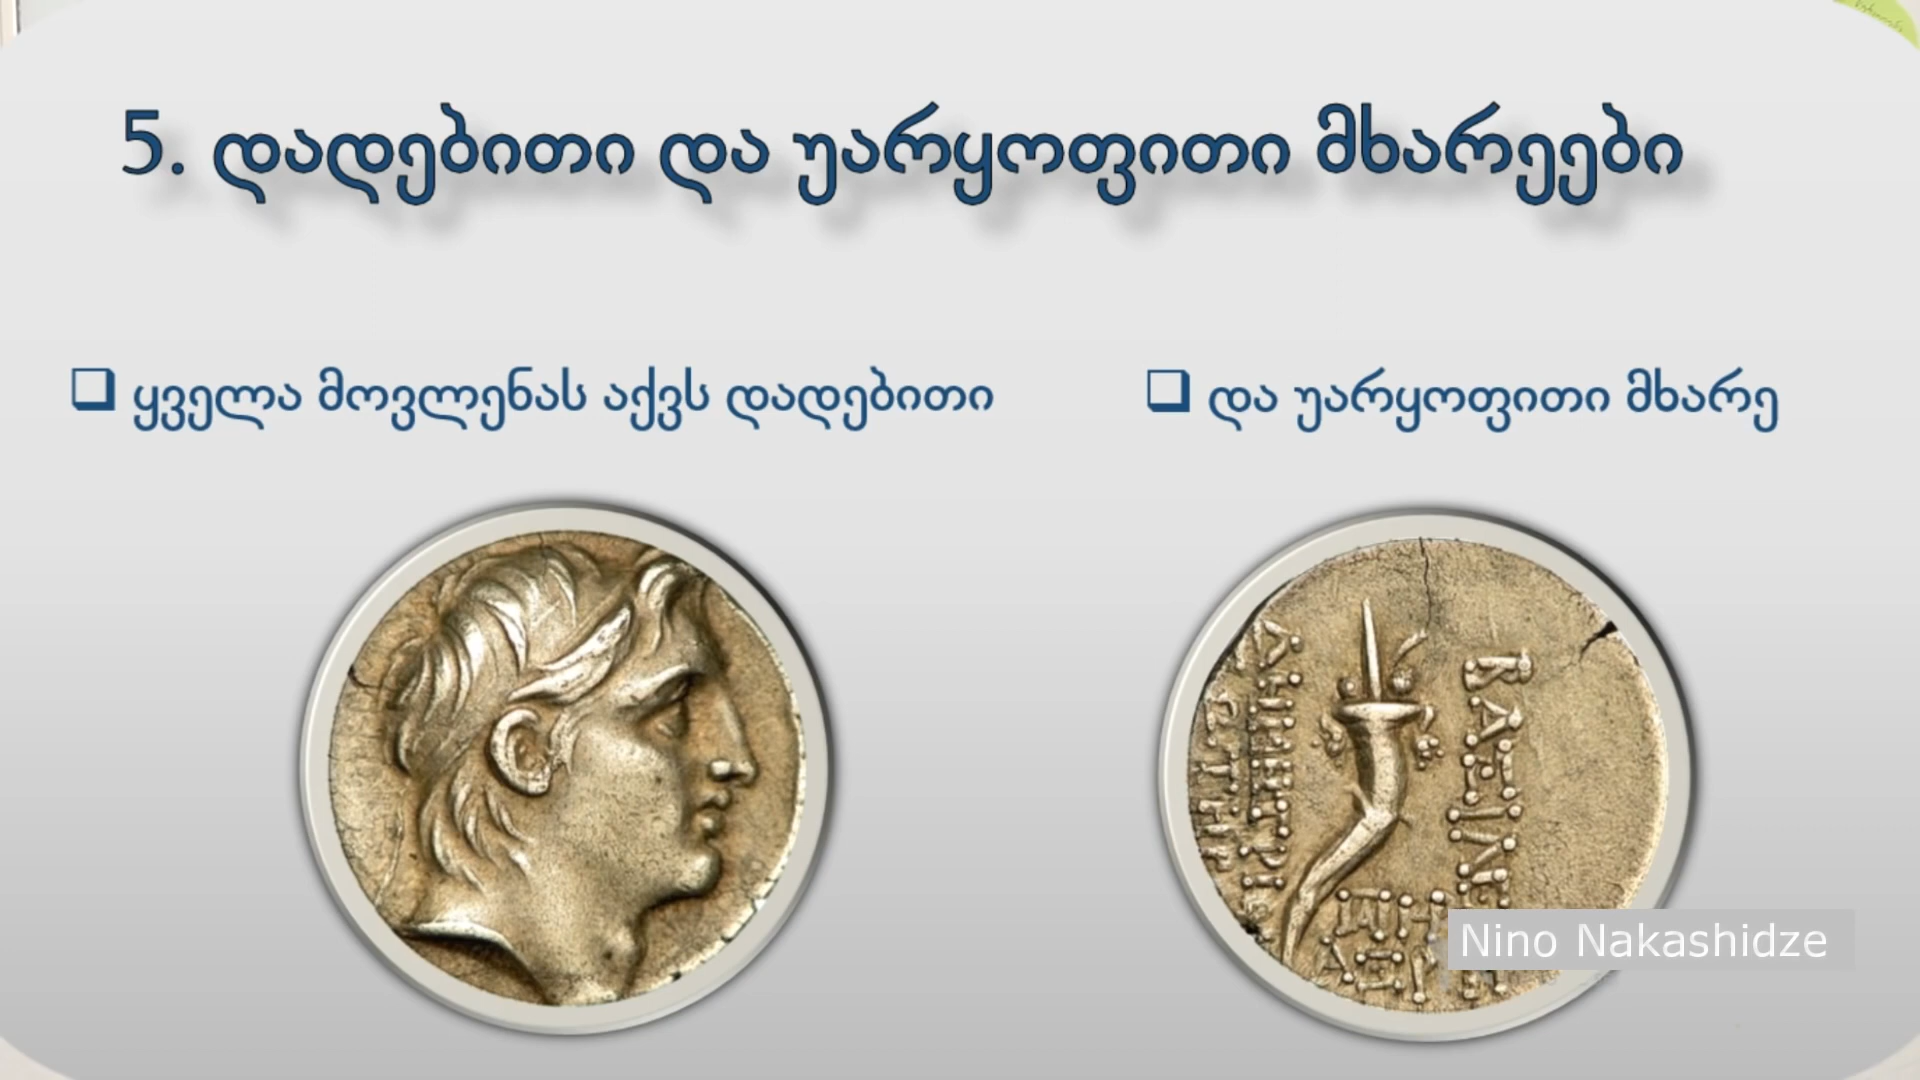 5. დადებითი და უარყოფითი მხარეები
ყველა მოვლენას აქვს დადებითი
და უარყოფითი მხარე
Nino Nakashidze